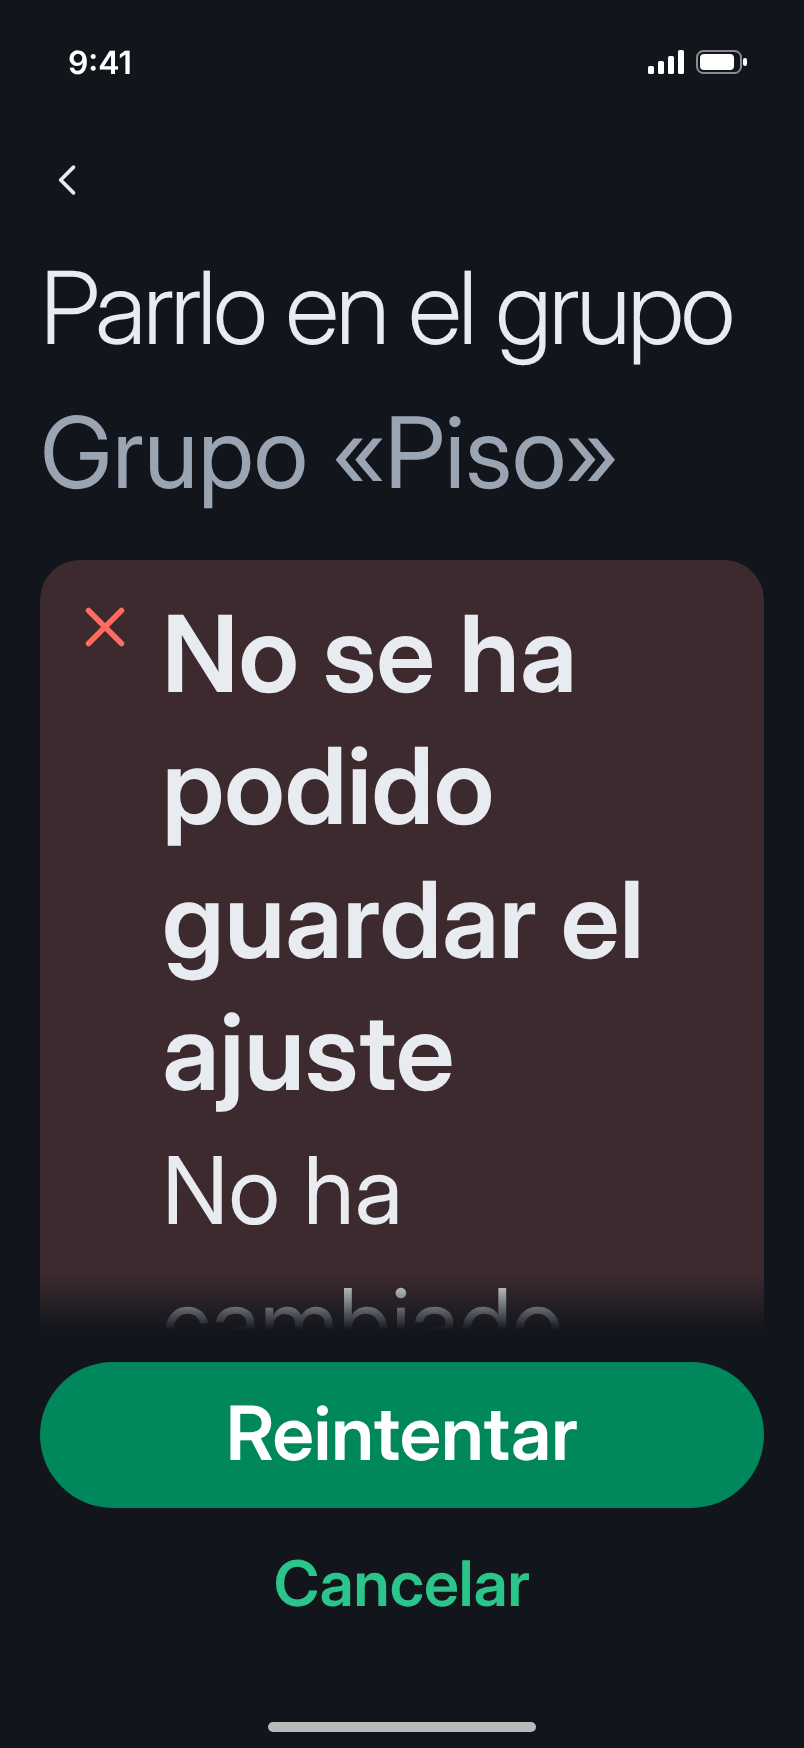 9:41
Parrlo en el grupo
Grupo «Piso»
No se ha
podido
guardar el
ajuste
No ha
cambiado
Reintentar
Cancelar